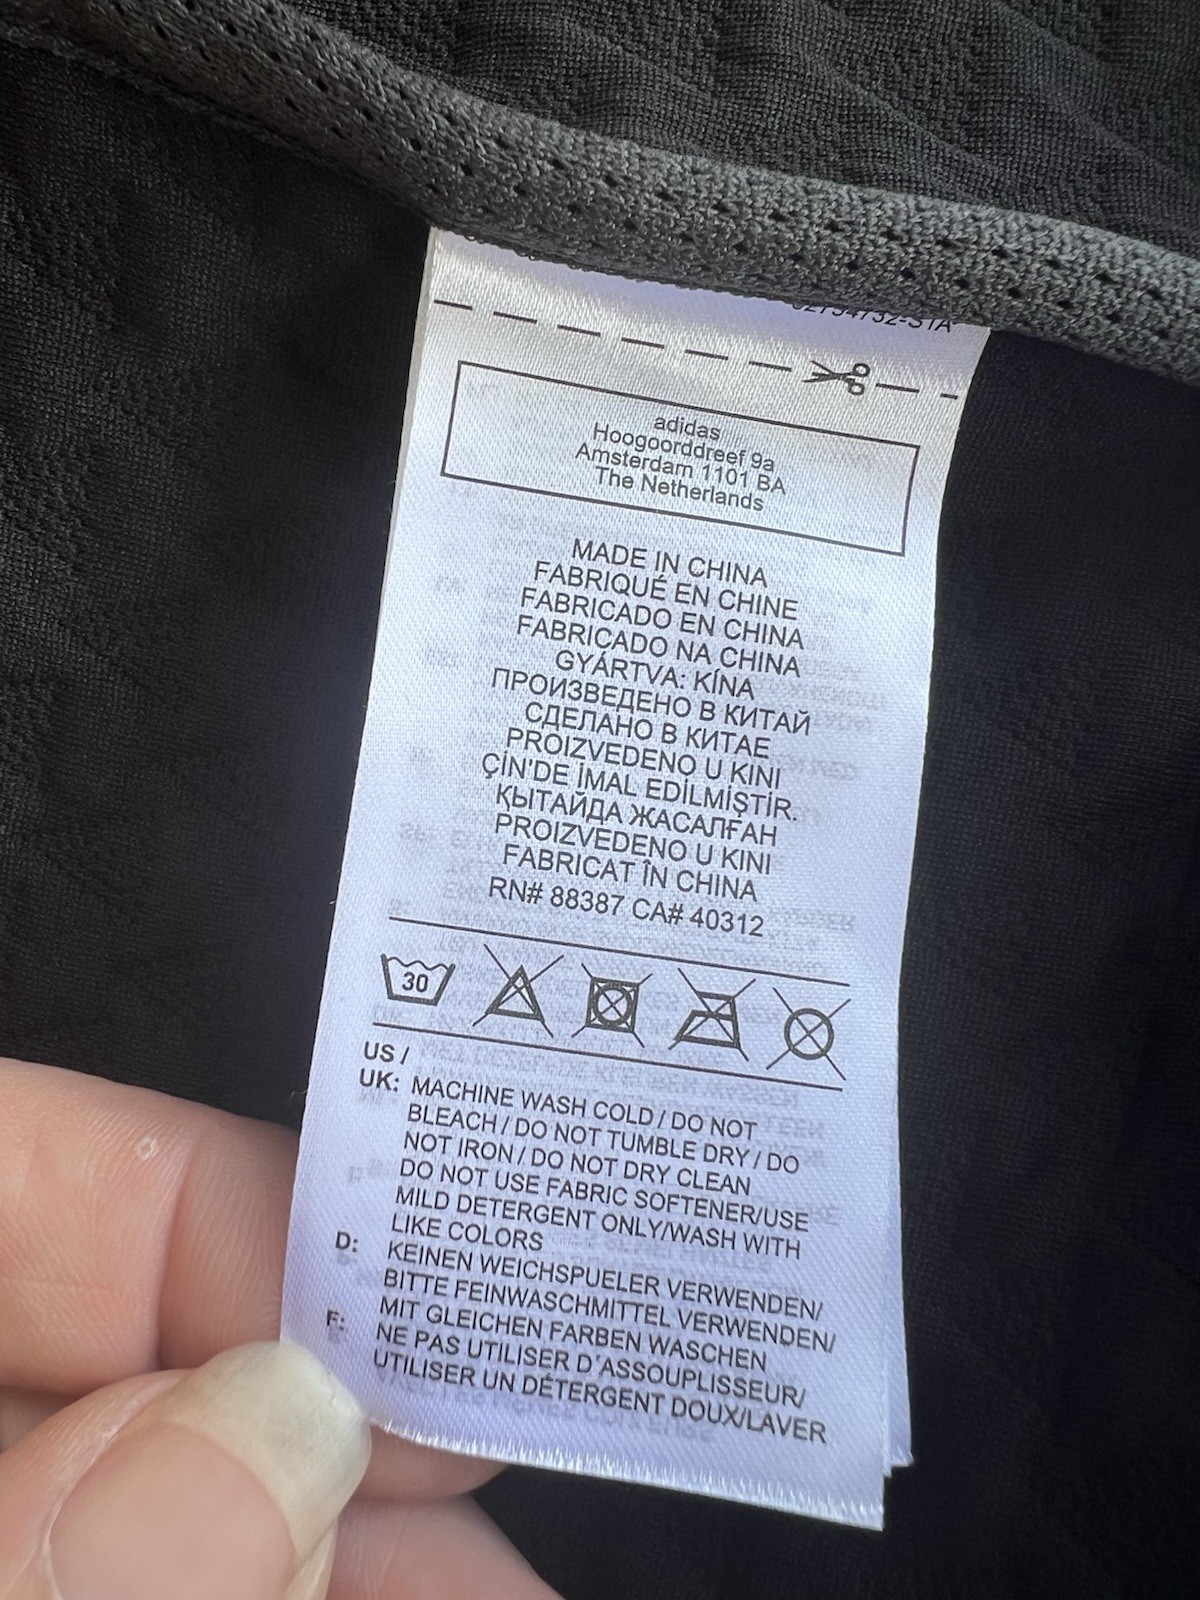 adidas
Hoogoorddreef 9a
Amsterdam 1101 BA
The Netherlands
MADE IN CHINA
FABRIQUÉ EN CHINE
FABRICADO EN CHINA
FABRICADO NA CHINA
GYÁRTVA: KÍNA
ПРОИЗВЕДЕНО В КИТАЙ
СДЕЛАНО В КИТАЕ
PROIZVEDENO U KINI
ÇİN'DE İMAL EDİLMİŞTİR.
ҚЫТАЙДА ЖАСАЛҒАН
PROIZVEDENO U KINI
FABRICAT ÎN CHINA
RN# 88387 CA# 40312
30
US /
UK: MACHINE WASH COLD / DO NOT
BLEACH / DO NOT TUMBLE DRY / DO
NOT IRON / DO NOT DRY CLEAN
DO NOT USE FABRIC SOFTENER/USE
MILD DETERGENT ONLY/WASH WITH
LIKE COLORS
D: KEINEN WEICHSPUELER VERWENDEN/
BITTE FEINWASCHMITTEL VERWENDEN/
MIT GLEICHEN FARBEN WASCHEN
F: NE PAS UTILISER D'ASSOUPLISSEUR/
UTILISER UN DÉTERGENT DOUX/LAVER